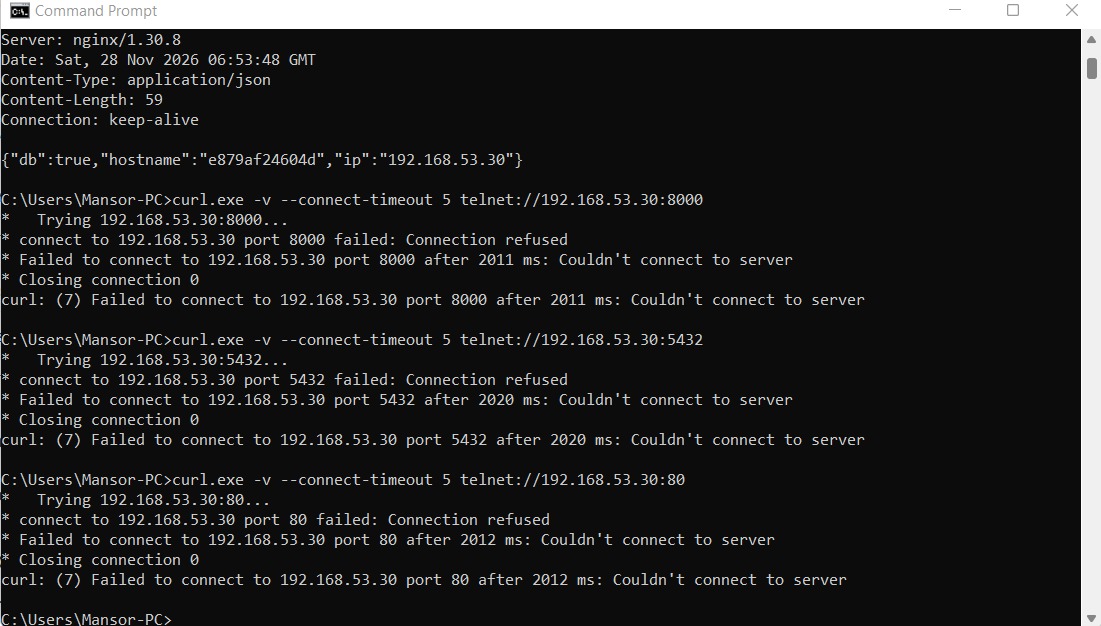 Command Prompt
Server: nginx/1.30.8
Date: Sat, 28 Nov 2026 06:53:48 GMT
Content-Type: application/json
Content-Length: 59
Connection: keep-alive
{"db":true,"hostname":"e879af24604d","ip":"192.168.53.30"}
C:\Users\Mansor-PC>curl.exe -v --connect-timeout 5 telnet://192.168.53.30:8000
*   Trying 192.168.53.30:8000...
* connect to 192.168.53.30 port 8000 failed: Connection refused
* Failed to connect to 192.168.53.30 port 8000 after 2011 ms: Couldn't connect to server
* Closing connection 0
curl: (7) Failed to connect to 192.168.53.30 port 8000 after 2011 ms: Couldn't connect to server
C:\Users\Mansor-PC>curl.exe -v --connect-timeout 5 telnet://192.168.53.30:5432
*   Trying 192.168.53.30:5432...
* connect to 192.168.53.30 port 5432 failed: Connection refused
* Failed to connect to 192.168.53.30 port 5432 after 2020 ms: Couldn't connect to server
* Closing connection 0
curl: (7) Failed to connect to 192.168.53.30 port 5432 after 2020 ms: Couldn't connect to server
C:\Users\Mansor-PC>curl.exe -v --connect-timeout 5 telnet://192.168.53.30:80
*   Trying 192.168.53.30:80...
* connect to 192.168.53.30 port 80 failed: Connection refused
* Failed to connect to 192.168.53.30 port 80 after 2012 ms: Couldn't connect to server
* Closing connection 0
curl: (7) Failed to connect to 192.168.53.30 port 80 after 2012 ms: Couldn't connect to server
C:\Users\Mansor-PC>